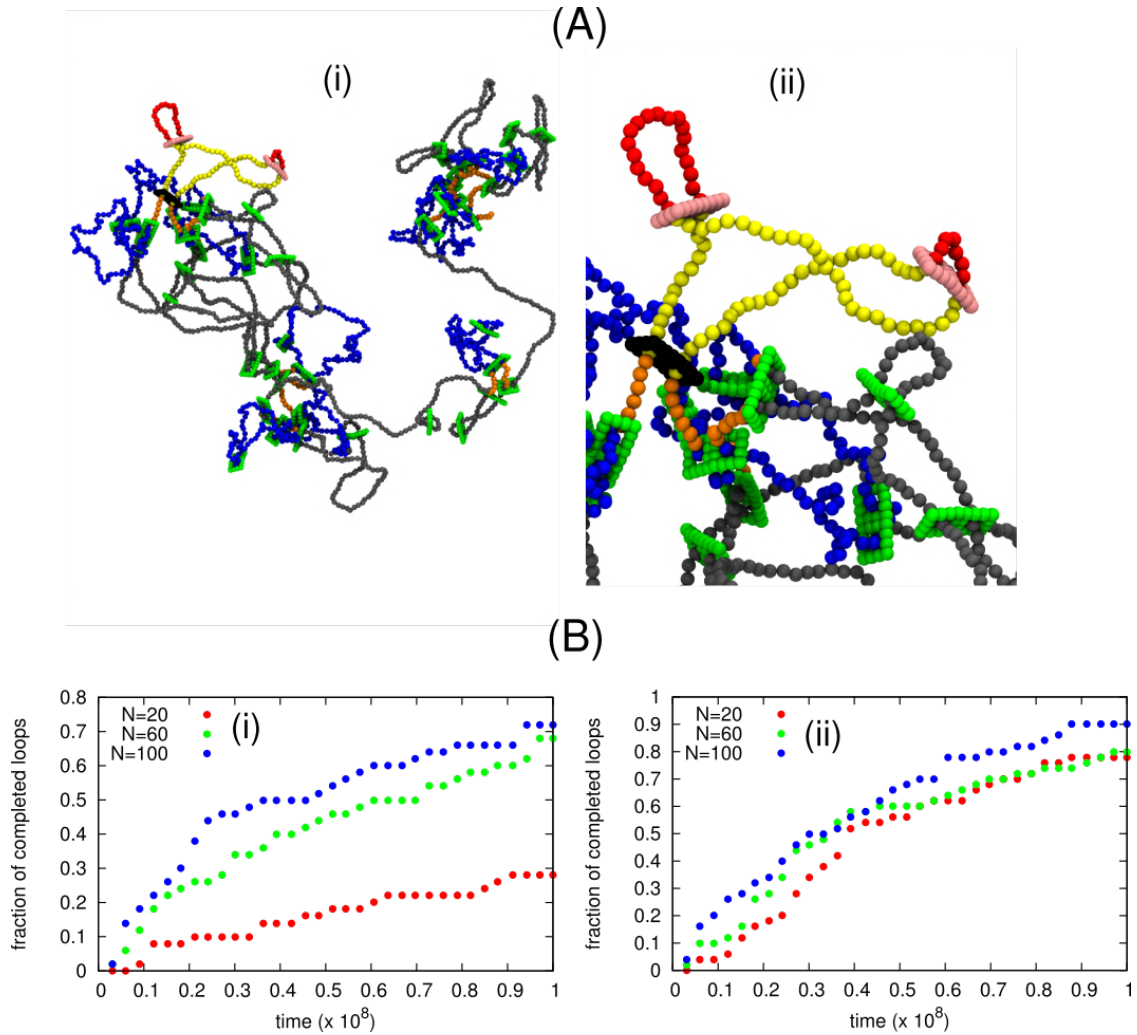 (A)
(i)
(ii)
(B)
fraction of completed loops
0.8
0.7
0.6
0.5
0.4
0.3
0.2
0.1
0
N=20
N=60
N=100
(i)
0 0.1 0.2 0.3 0.4 0.5 0.6 0.7 0.8 0.9 1
time (x 10⁸)
fraction of completed loops
1
0.9
0.8
0.7
0.6
0.5
0.4
0.3
0.2
0.1
0
N=20
N=60
N=100
(ii)
0 0.1 0.2 0.3 0.4 0.5 0.6 0.7 0.8 0.9 1
time (x 10⁸)